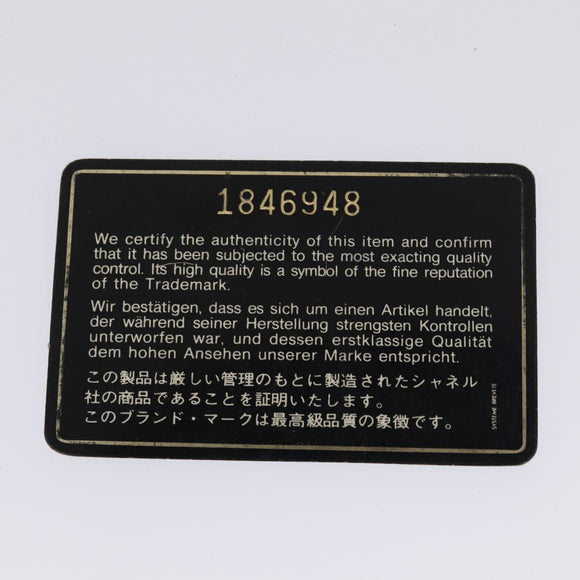 1846948
We certify the authenticity of this item and confirm
that it has been subjected to the most exacting quality
control. Its high quality is a symbol of the fine reputation
of the Trademark.
Wir bestätigen, dass es sich um einen Artikel handelt,
der während seiner Herstellung strengsten Kontrollen
unterworfen war, und dessen erstklassige Qualität
dem hohen Ansehen unserer Marke entspricht.
この製品は厳しい管理のもとに製造されたシャネル
社の商品であることを証明いたします。
このブランド・マークは最高級品質の象徴です。
SYSTEME BREVETE